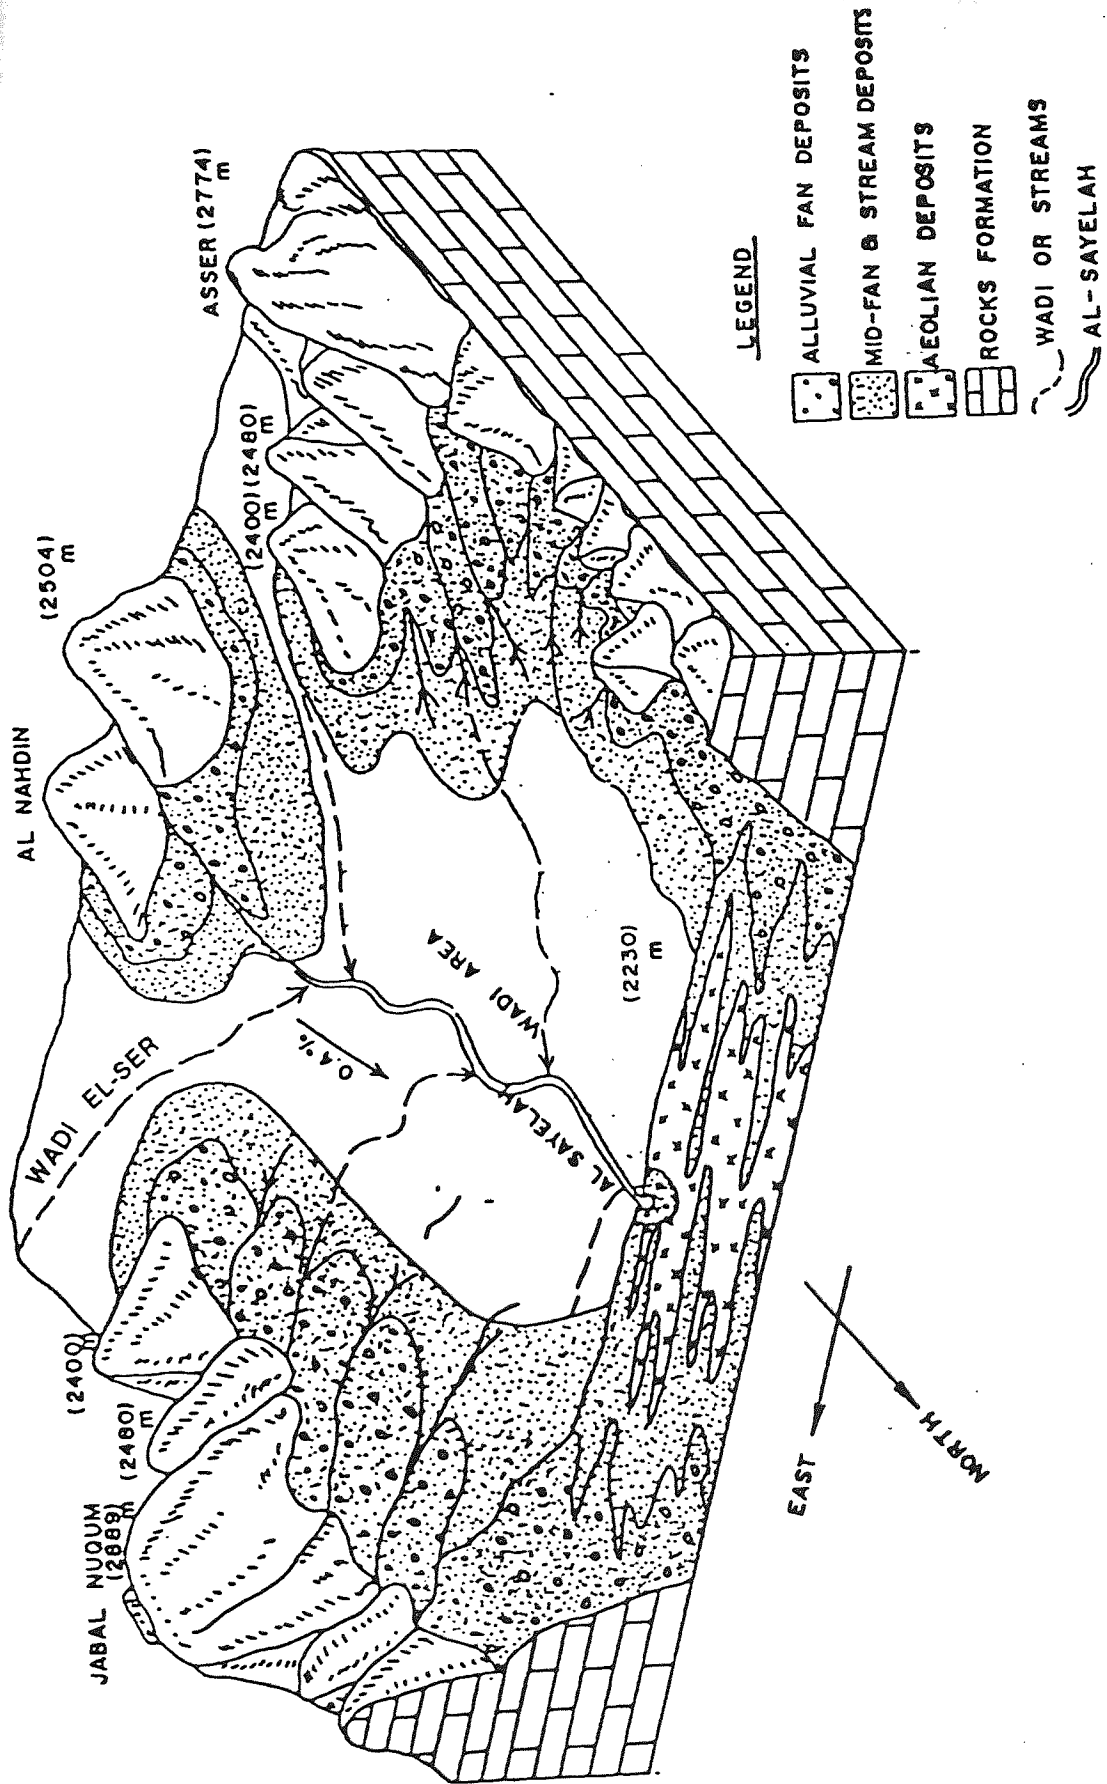 JABAL NUQUM
(2889)
m
(2480)
m
(2400)
m
WADI EL-SER
AL NAHDIN
(2504)
m
(2400)
m
(2480)
m
ASSER (2774)
m
0.4 %
WADI AREA
AL SAYELAH
(2230)
m
EAST
NORTH
LEGEND
ALLUVIAL FAN DEPOSITS
MID-FAN & STREAM DEPOSITS
AEOLIAN DEPOSITS
ROCKS FORMATION
WADI OR STREAMS
AL-SAYELAH